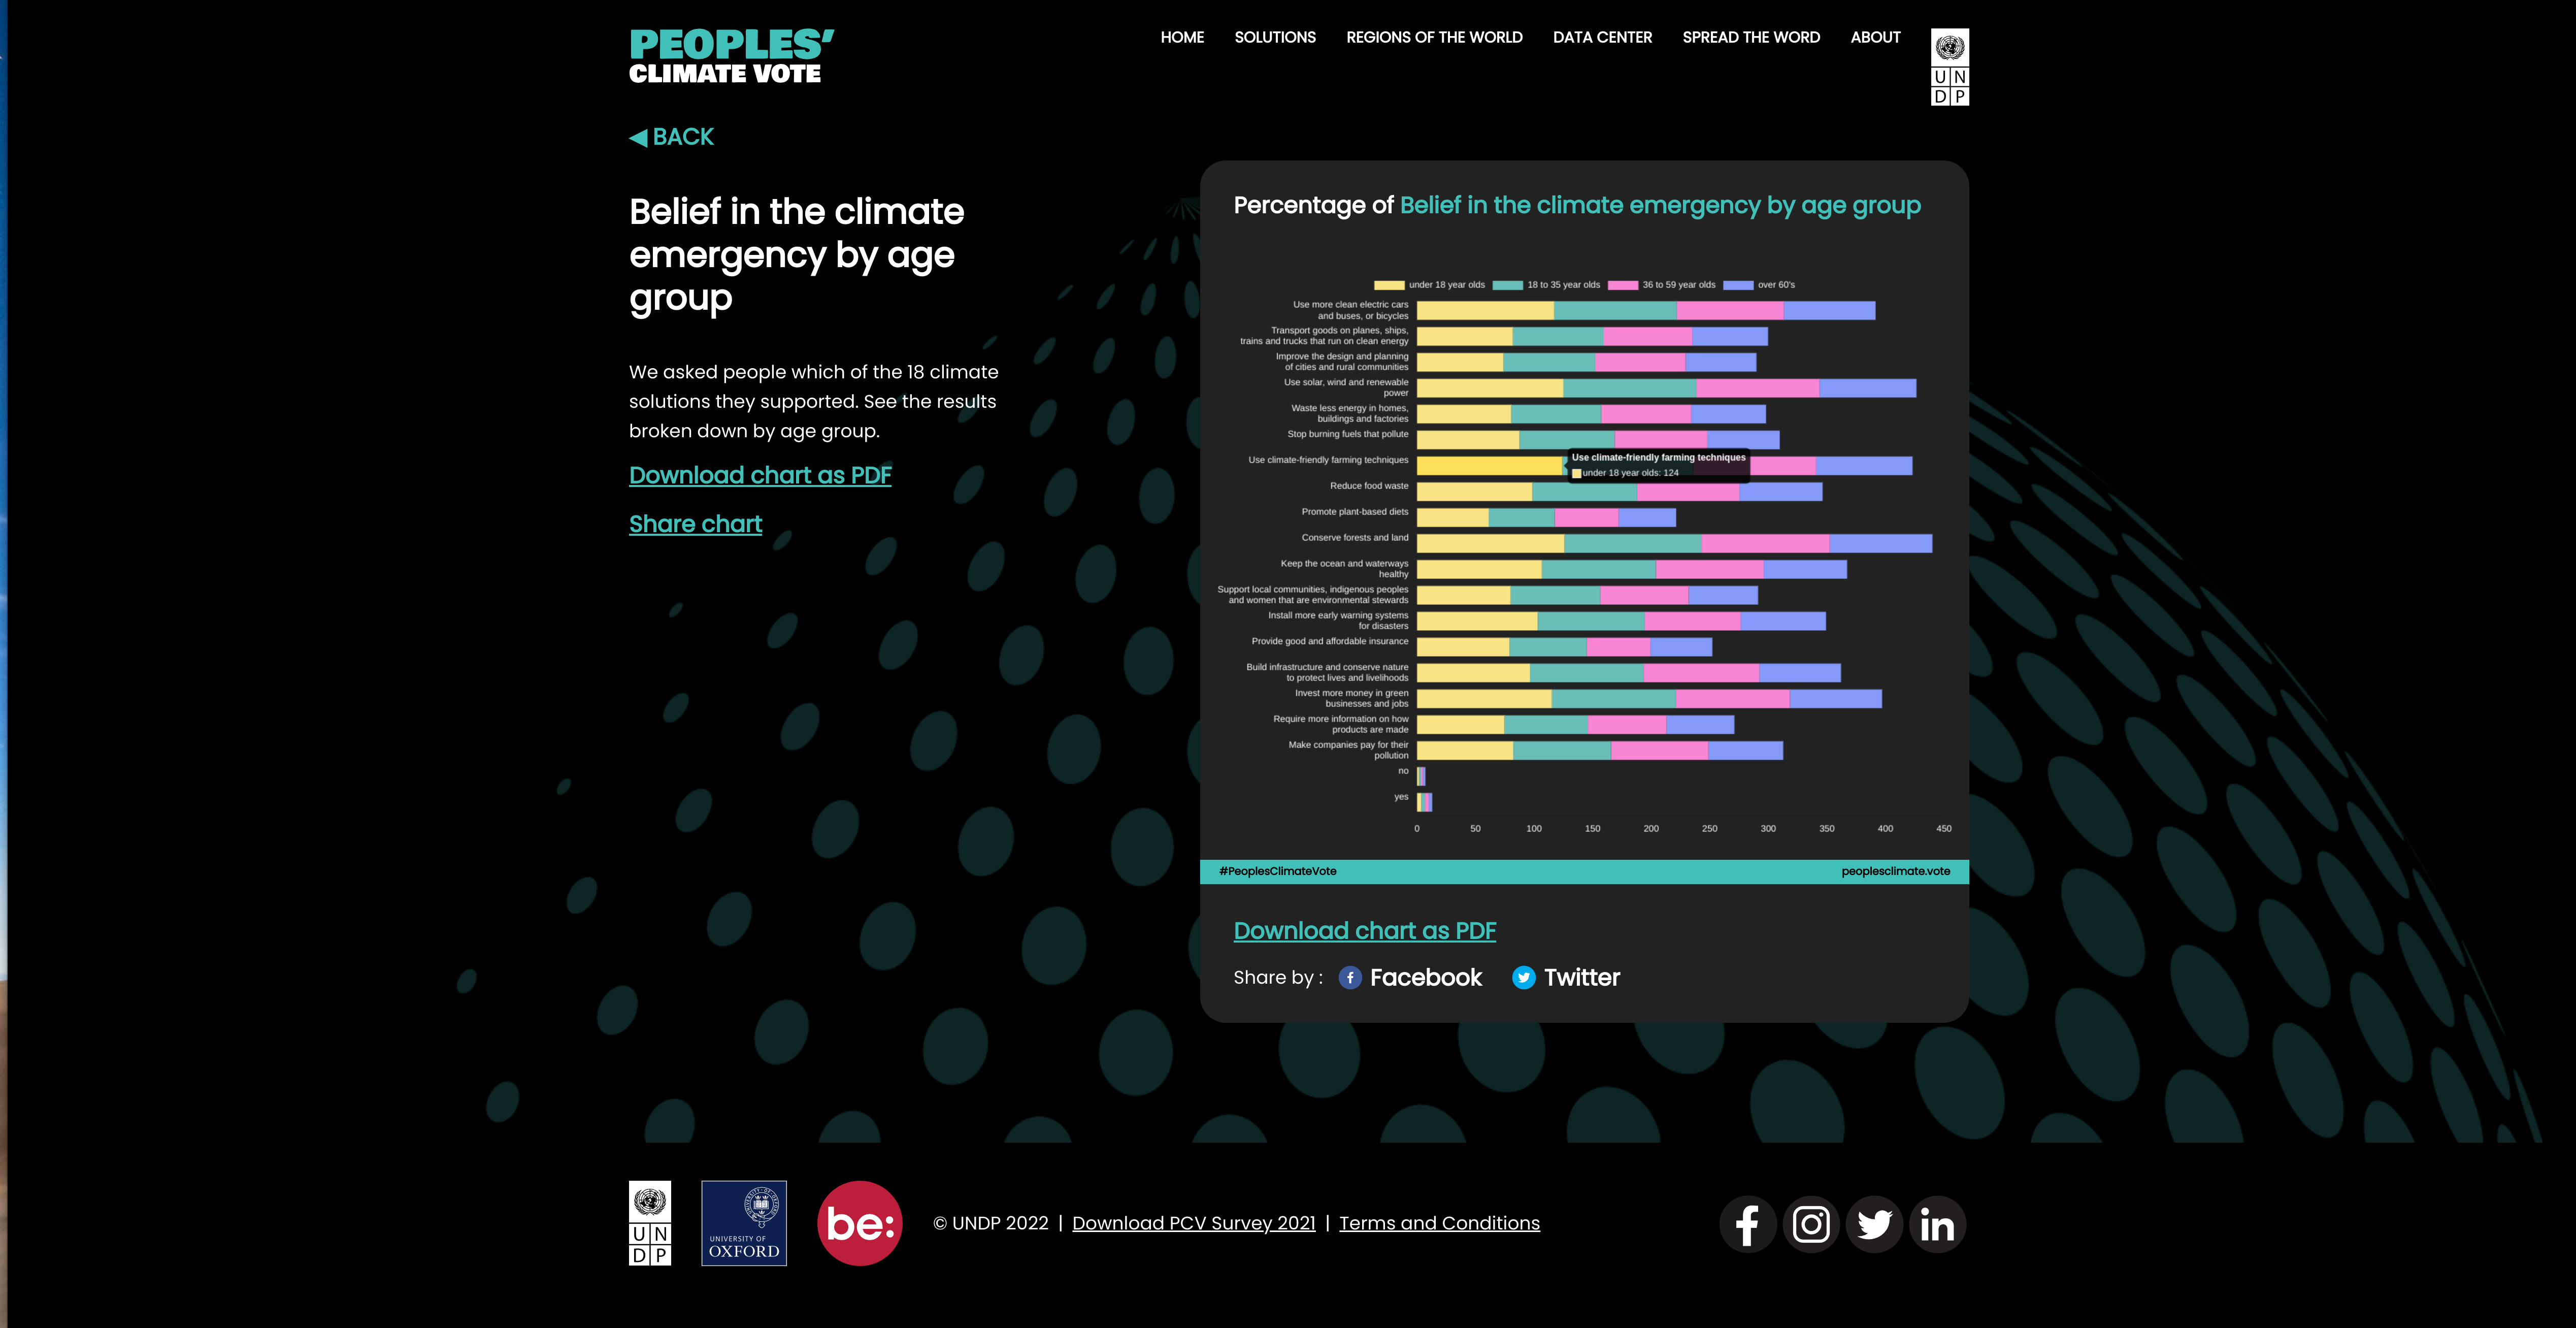 PEOPLES’
CLIMATE VOTE
HOME SOLUTIONS REGIONS OF THE WORLD DATA CENTER SPREAD THE WORD ABOUT
U N
D P
◀ BACK
Belief in the climate
emergency by age
group
We asked people which of the 18 climate
solutions they supported. See the results
broken down by age group.
Download chart as PDF
Share chart
Percentage of Belief in the climate emergency by age group
under 18 year olds 18 to 35 year olds 36 to 59 year olds over 60's
Use more clean electric cars
and buses, or bicycles
Transport goods on planes, ships,
trains and trucks that run on clean energy
Improve the design and planning
of cities and rural communities
Use solar, wind and renewable
power
Waste less energy in homes,
buildings and factories
Stop burning fuels that pollute
Use climate-friendly farming techniques
Use climate-friendly farming techniques
under 18 year olds: 124
Reduce food waste
Promote plant-based diets
Conserve forests and land
Keep the ocean and waterways
healthy
Support local communities, indigenous peoples
and women that are environmental stewards
Install more early warning systems
for disasters
Provide good and affordable insurance
Build infrastructure and conserve nature
to protect lives and livelihoods
Invest more money in green
businesses and jobs
Require more information on how
products are made
Make companies pay for their
pollution
no
yes
0 50 100 150 200 250 300 350 400 450
#PeoplesClimateVote peoplesclimate.vote
Download chart as PDF
Share by : Facebook Twitter
U N
D P
UNIVERSITY OF
OXFORD
be:
© UNDP 2022 | Download PCV Survey 2021 | Terms and Conditions